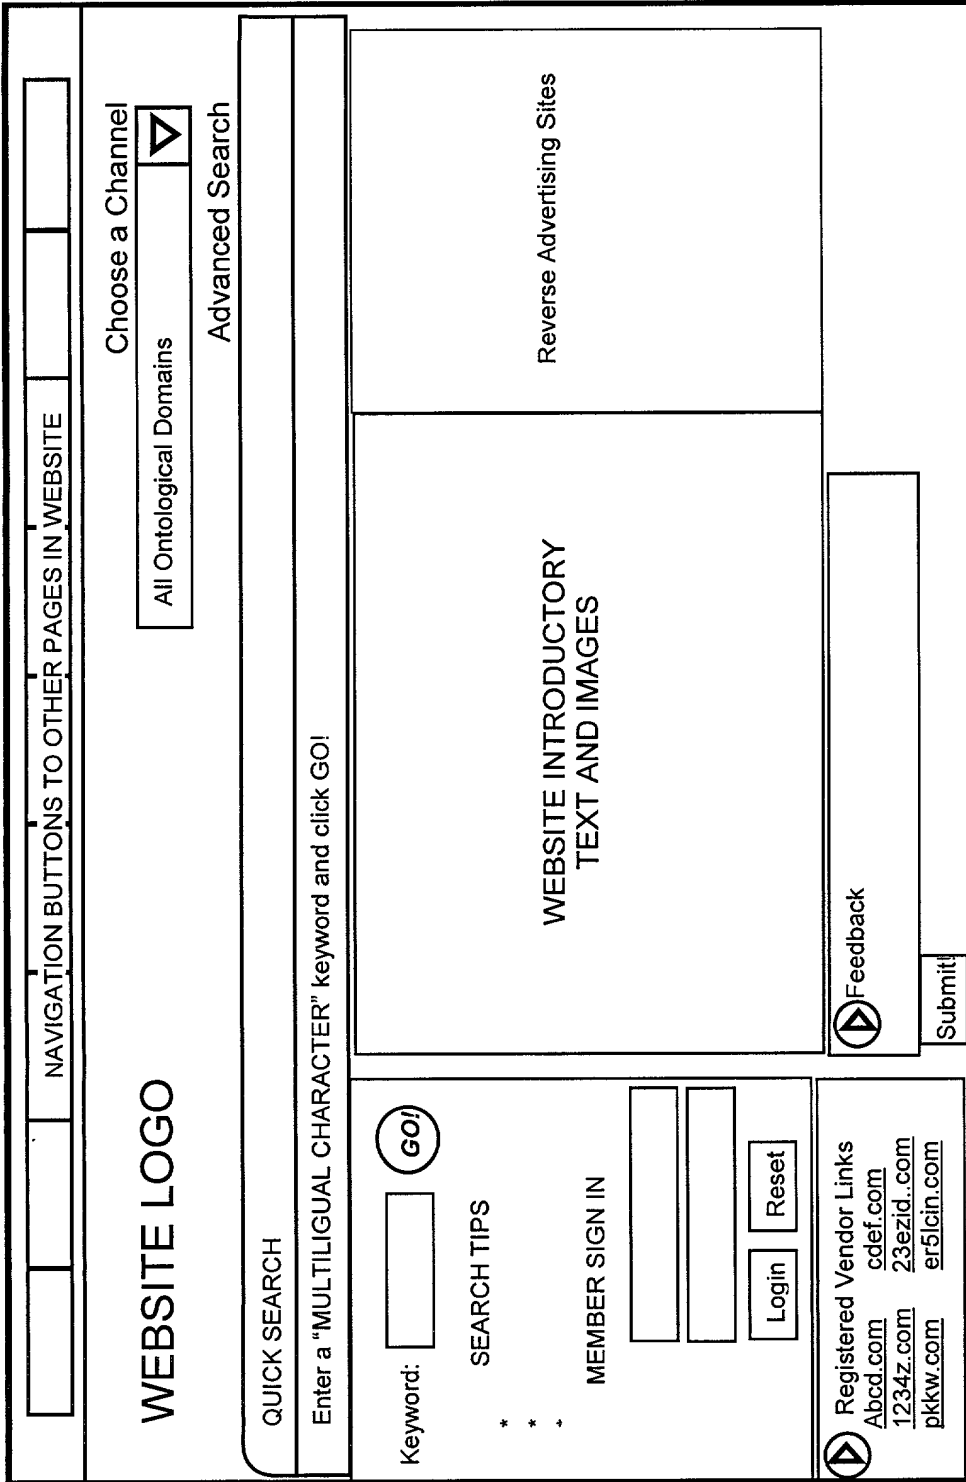 NAVIGATION BUTTONS TO OTHER PAGES IN WEBSITE
WEBSITE LOGO
Choose a Channel
All Ontological Domains
Advanced Search
QUICK SEARCH
Enter a "MULTILIGUAL CHARACTER" keyword and click GO!
Keyword:
GO!
SEARCH TIPS
*
*
*
MEMBER SIGN IN
Login
Reset
WEBSITE INTRODUCTORY
TEXT AND IMAGES
Reverse Advertising Sites
Registered Vendor Links
Abcd.com cdef.com
1234z.com 23ezid..com
pkkw.com er5lcin.com
Feedback
Submit!